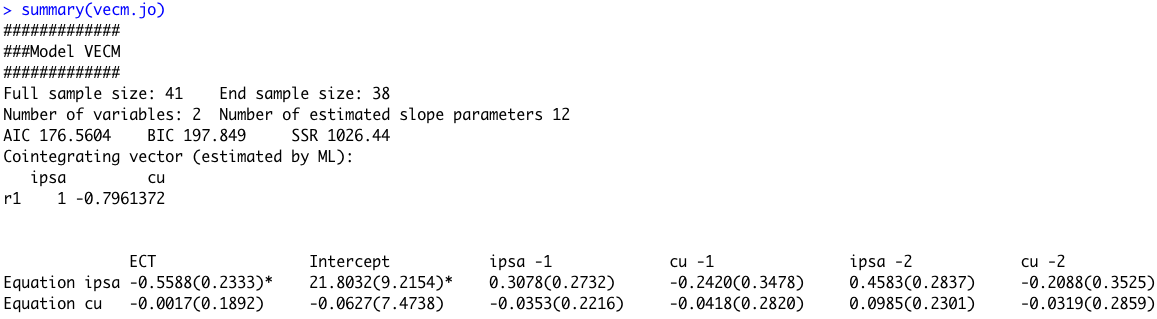 > summary(vecm.jo)
#############
###Model VECM
#############
Full sample size: 41    End sample size: 38
Number of variables: 2  Number of estimated slope parameters 12
AIC 176.5604    BIC 197.849     SSR 1026.44
Cointegrating vector (estimated by ML):
   ipsa         cu
r1    1 -0.7961372
              ECT                Intercept           ipsa -1             cu -1               ipsa -2            cu -2
Equation ipsa -0.5588(0.2333)*   21.8032(9.2154)*    0.3078(0.2732)      -0.2420(0.3478)     0.4583(0.2837)     -0.2088(0.3525)
Equation cu   -0.0017(0.1892)    -0.0627(7.4738)     -0.0353(0.2216)     -0.0418(0.2820)     0.0985(0.2301)     -0.0319(0.2859)